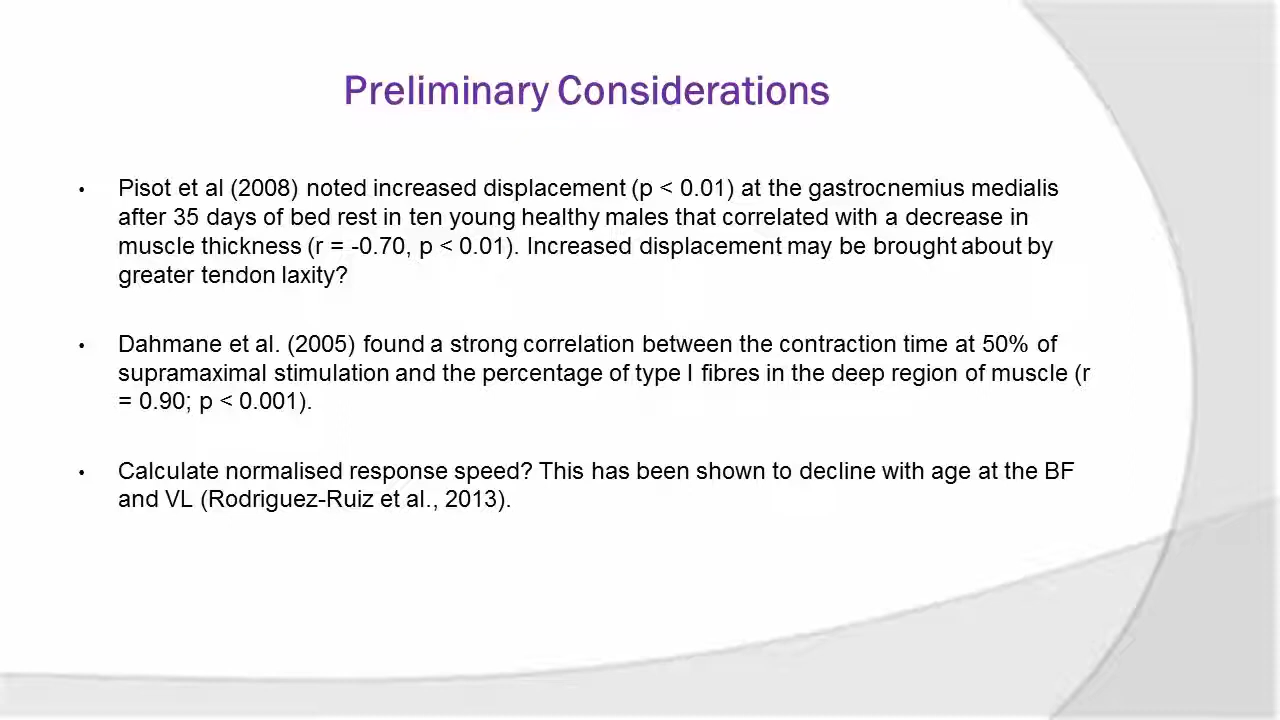 Preliminary Considerations
• Pisot et al (2008) noted increased displacement (p < 0.01) at the gastrocnemius medialis
after 35 days of bed rest in ten young healthy males that correlated with a decrease in
muscle thickness (r = -0.70, p < 0.01). Increased displacement may be brought about by
greater tendon laxity?
• Dahmane et al. (2005) found a strong correlation between the contraction time at 50% of
supramaximal stimulation and the percentage of type I fibres in the deep region of muscle (r
= 0.90; p < 0.001).
• Calculate normalised response speed? This has been shown to decline with age at the BF
and VL (Rodriguez-Ruiz et al., 2013).